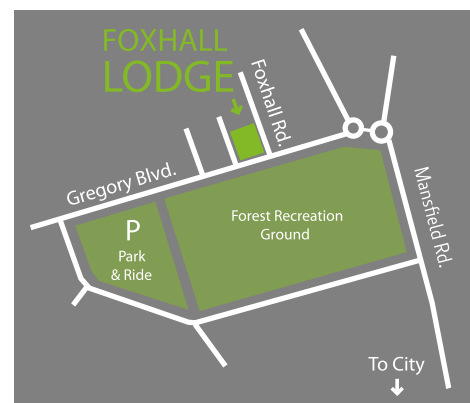 FOXHALL
LODGE
Foxhall Rd.
Gregory Blvd.
Mansfield Rd.
P
Park
& Ride
Forest Recreation
Ground
To City